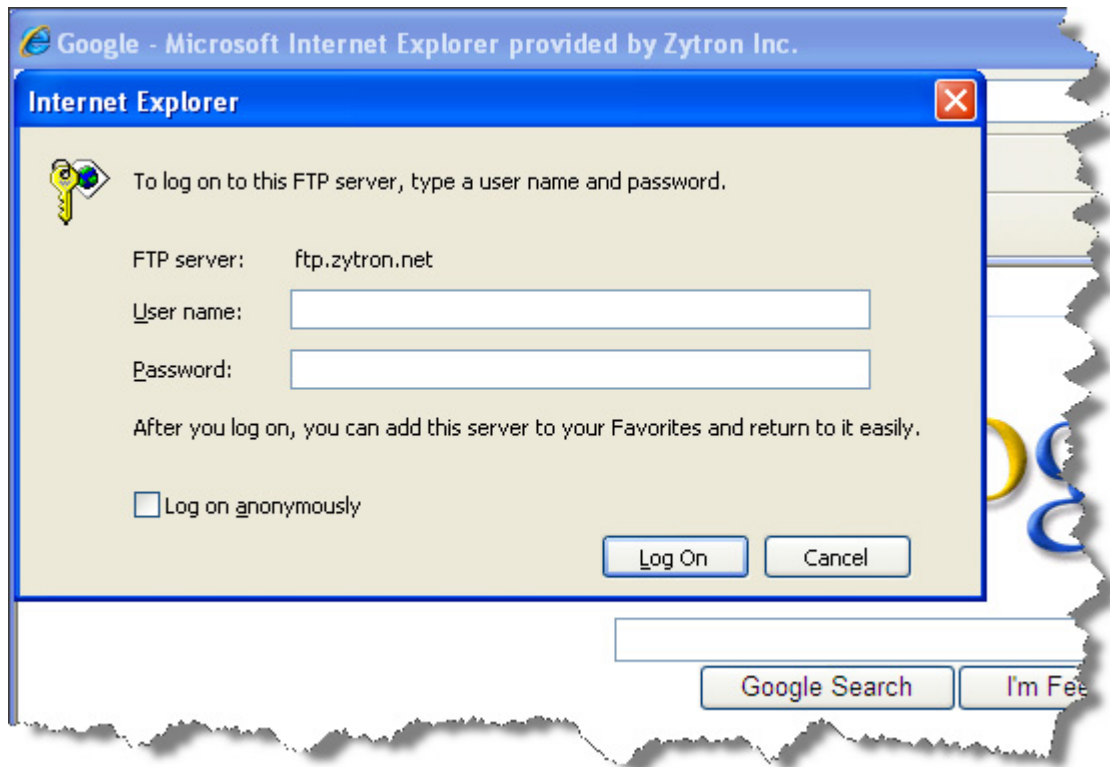 Google - Microsoft Internet Explorer provided by Zytron Inc.
Internet Explorer
To log on to this FTP server, type a user name and password.
FTP server: ftp.zytron.net
User name:
Password:
After you log on, you can add this server to your Favorites and return to it easily.
Log on anonymously
Log On Cancel
Google Search I'm Fee